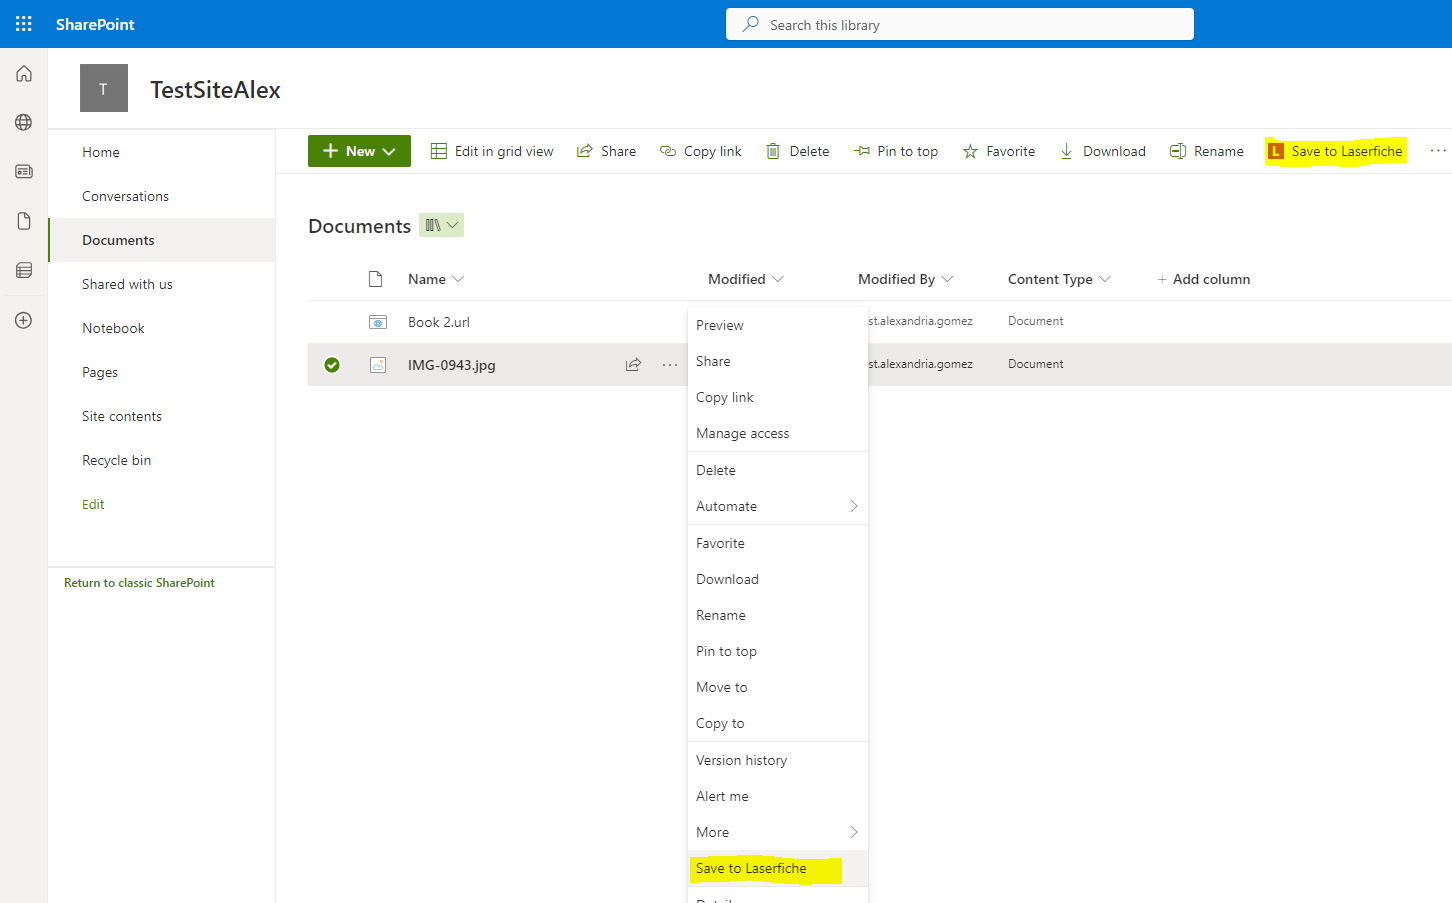 SharePoint
Search this library
T
TestSiteAlex
Home
Conversations
Documents
Shared with us
Notebook
Pages
Site contents
Recycle bin
Edit
Return to classic SharePoint
+ New
Edit in grid view
Share
Copy link
Delete
Pin to top
Favorite
Download
Rename
L Save to Laserfiche
...
Documents
Name Modified Modified By Content Type + Add column
Book 2.url st.alexandria.gomez Document
IMG-0943.jpg ... st.alexandria.gomez Document
Preview
Share
Copy link
Manage access
Delete
Automate
Favorite
Download
Rename
Pin to top
Move to
Copy to
Version history
Alert me
More
Save to Laserfiche